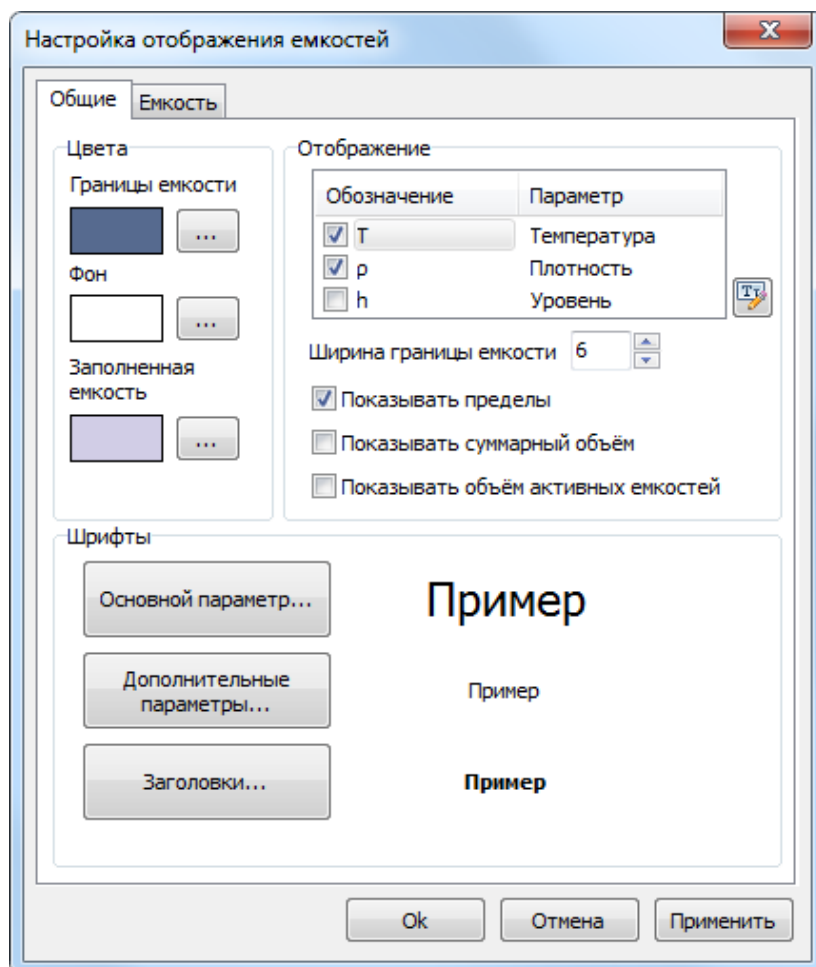 Настройка отображения емкостей
Общие
Емкость
Цвета
Границы емкости
...
Фон
...
Заполненная
емкость
...
Отображение
Обозначение Параметр
T Температура
ρ Плотность
h Уровень
Ширина границы емкости 6
Показывать пределы
Показывать суммарный объём
Показывать объём активных емкостей
Шрифты
Основной параметр... Пример
Дополнительные
параметры...
Пример
Заголовки... Пример
Ok Отмена Применить